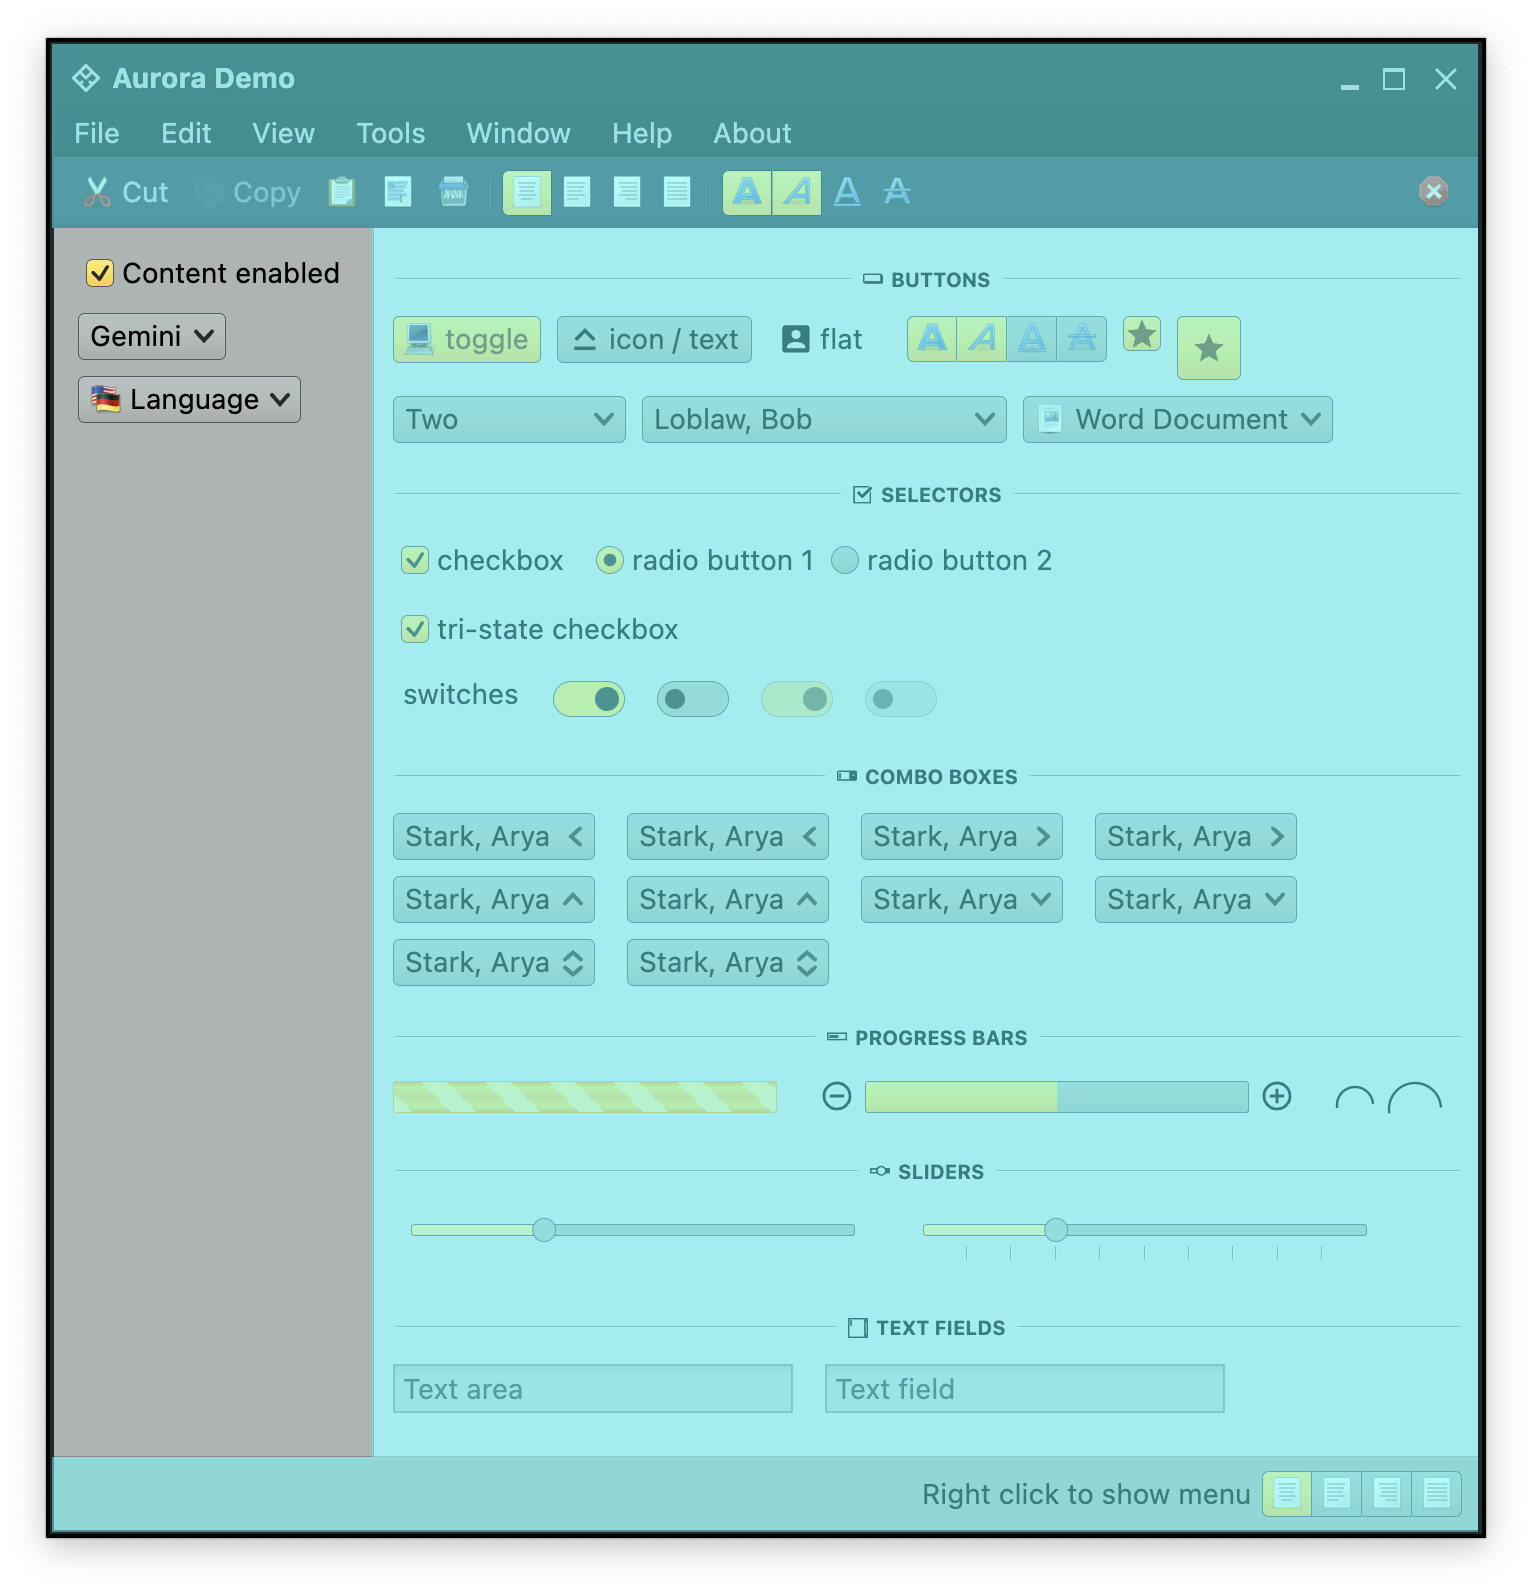 Aurora Demo
File Edit View Tools Window Help About
Cut Copy A A A A
Content enabled
Gemini
Language
BUTTONS
toggle icon / text flat A A A A
Two Loblaw, Bob Word Document
SELECTORS
checkbox radio button 1 radio button 2
tri-state checkbox
switches
COMBO BOXES
Stark, Arya Stark, Arya Stark, Arya Stark, Arya
Stark, Arya Stark, Arya Stark, Arya Stark, Arya
Stark, Arya Stark, Arya
PROGRESS BARS
SLIDERS
TEXT FIELDS
Text area Text field
Right click to show menu